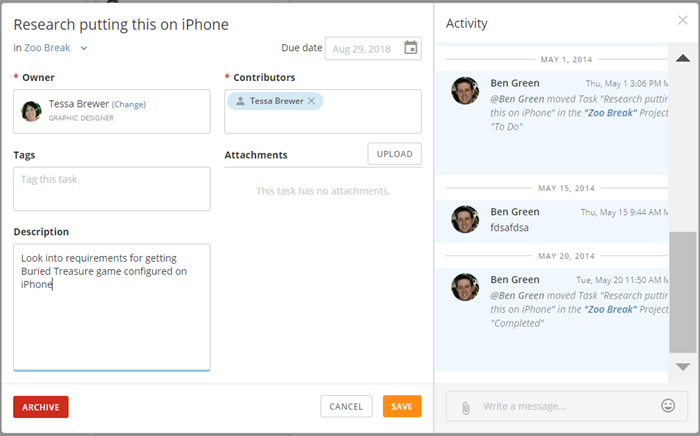 Research putting this on iPhone
in Zoo Break
Due date Aug 29, 2018
* Owner
Tessa Brewer (Change)
GRAPHIC DESIGNER
* Contributors
Tessa Brewer
Tags
Tag this task
Attachments
UPLOAD
This task has no attachments.
Description
Look into requirements for getting
Buried Treasure game configured on
iPhone
ARCHIVE
CANCEL
SAVE
Activity
MAY 1, 2014
Ben Green Thu, May 1 3:06 PM
@Ben Green moved Task "Research putting
this on iPhone" in the "Zoo Break" Project
"To Do"
MAY 15, 2014
Ben Green Thu, May 15 9:44 AM
fdsafdsa
MAY 20, 2014
Ben Green Tue, May 20 11:50 AM
@Ben Green moved Task "Research putting
this on iPhone" in the "Zoo Break" Project
"Completed"
Write a message...